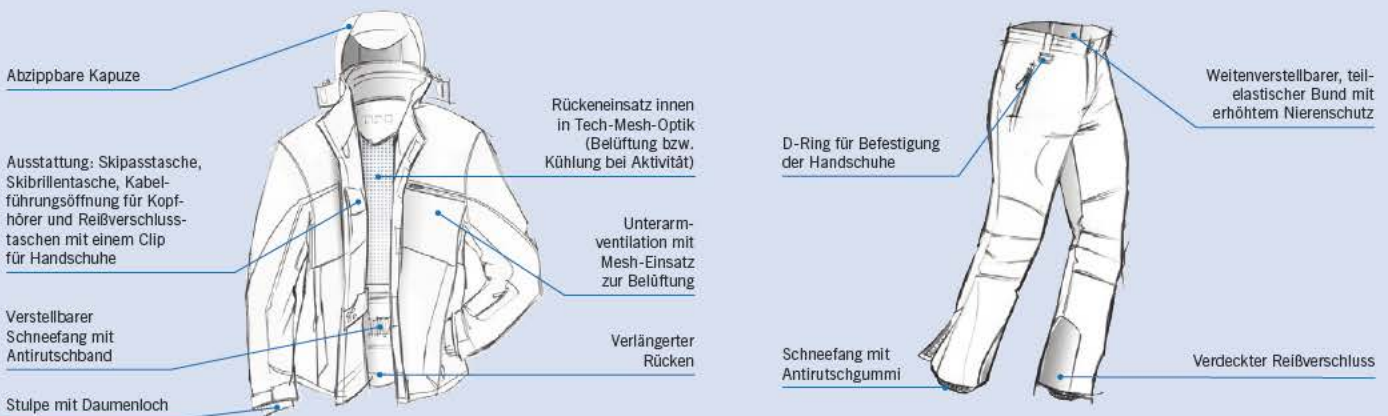 Abzippbare Kapuze
Ausstattung: Skipasstasche,
Skibrillentasche, Kabel-
führungsöffnung für Kopf-
hörer und Reißverschluss-
taschen mit einem Clip
für Handschuhe
Verstellbarer
Schneefang mit
Antirutschband
Stulpe mit Daumenloch
Rückeneinsatz innen
in Tech-Mesh-Optik
(Belüftung bzw.
Kühlung bei Aktivität)
Unterarm-
ventilation mit
Mesh-Einsatz
zur Belüftung
Verlängerter
Rücken
D-Ring für Befestigung
der Handschuhe
Schneefang mit
Antirutschgummi
Weitenverstellbarer, teil-
elastischer Bund mit
erhöhtem Nierenschutz
Verdeckter Reißverschluss